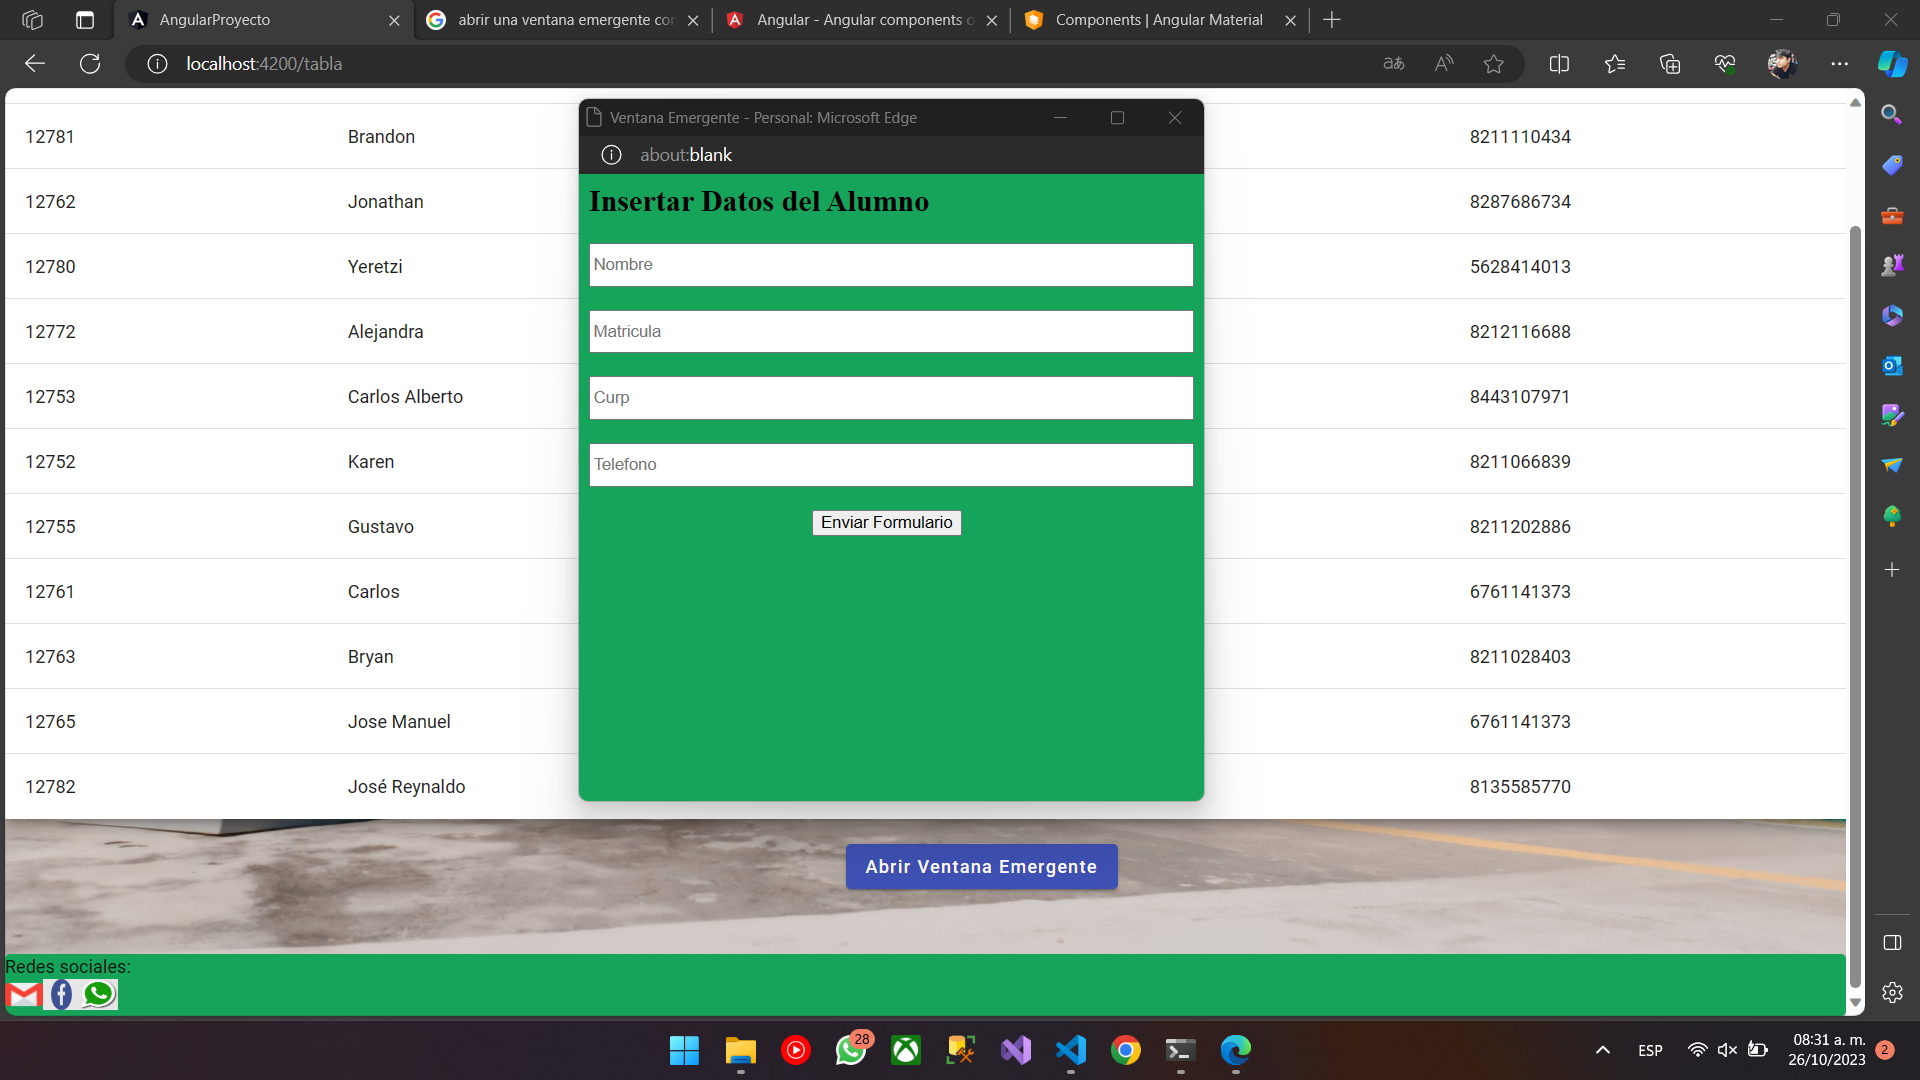 AngularProyecto
abrir una ventana emergente co
Angular - Angular components o
Components | Angular Material
localhost:4200/tabla
Ventana Emergente - Personal: Microsoft Edge
about:blank
Insertar Datos del Alumno
Nombre
Matricula
Curp
Telefono
Enviar Formulario
12781 Brandon 8211110434
12762 Jonathan 8287686734
12780 Yeretzi 5628414013
12772 Alejandra 8212116688
12753 Carlos Alberto 8443107971
12752 Karen 8211066839
12755 Gustavo 8211202886
12761 Carlos 6761141373
12763 Bryan 8211028403
12765 Jose Manuel 6761141373
12782 José Reynaldo 8135585770
Abrir Ventana Emergente
Redes sociales:
28
ESP
08:31 a. m.
26/10/2023
2